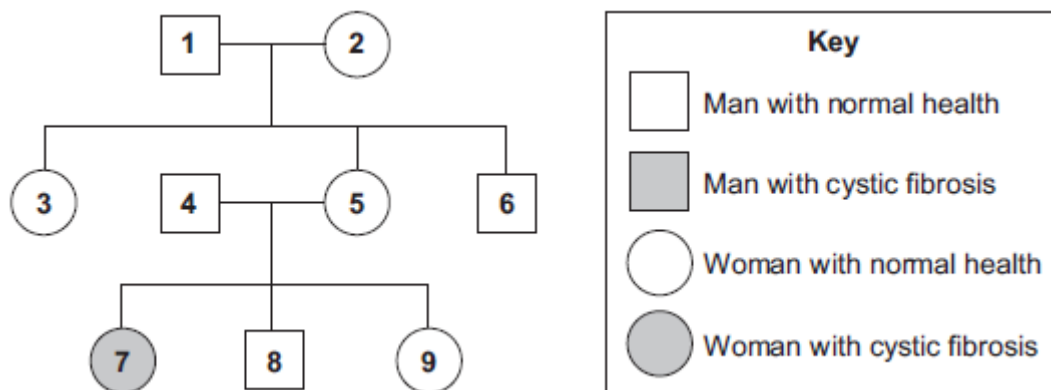 1 2
3 4 5 6
7 8 9
Key
Man with normal health
Man with cystic fibrosis
Woman with normal health
Woman with cystic fibrosis